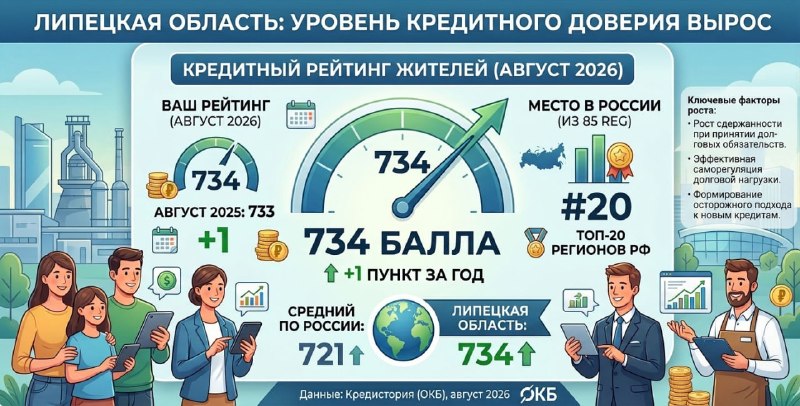 ЛИПЕЦКАЯ ОБЛАСТЬ: УРОВЕНЬ КРЕДИТНОГО ДОВЕРИЯ ВЫРОС
КРЕДИТНЫЙ РЕЙТИНГ ЖИТЕЛЕЙ (АВГУСТ 2026)
ВАШ РЕЙТИНГ
(АВГУСТ 2026)
734
АВГУСТ 2025: 733
+1
734
734 БАЛЛА
+1 ПУНКТ ЗА ГОД
МЕСТО В РОССИИ
(ИЗ 85 REG)
#20
ТОП-20
РЕГИОНОВ РФ
Ключевые факторы
роста:
• Рост сдержанности
при принятии дол-
говых обязательств.
• Эффективная
саморегуляция
долговой нагрузки.
• Формирование
осторожного подхода
к новым кредитам.
СРЕДНИЙ
ПО РОССИИ:
721
ЛИПЕЦКАЯ
ОБЛАСТЬ:
734
Данные: Кредистория (ОКБ), август 2026
ОКБ